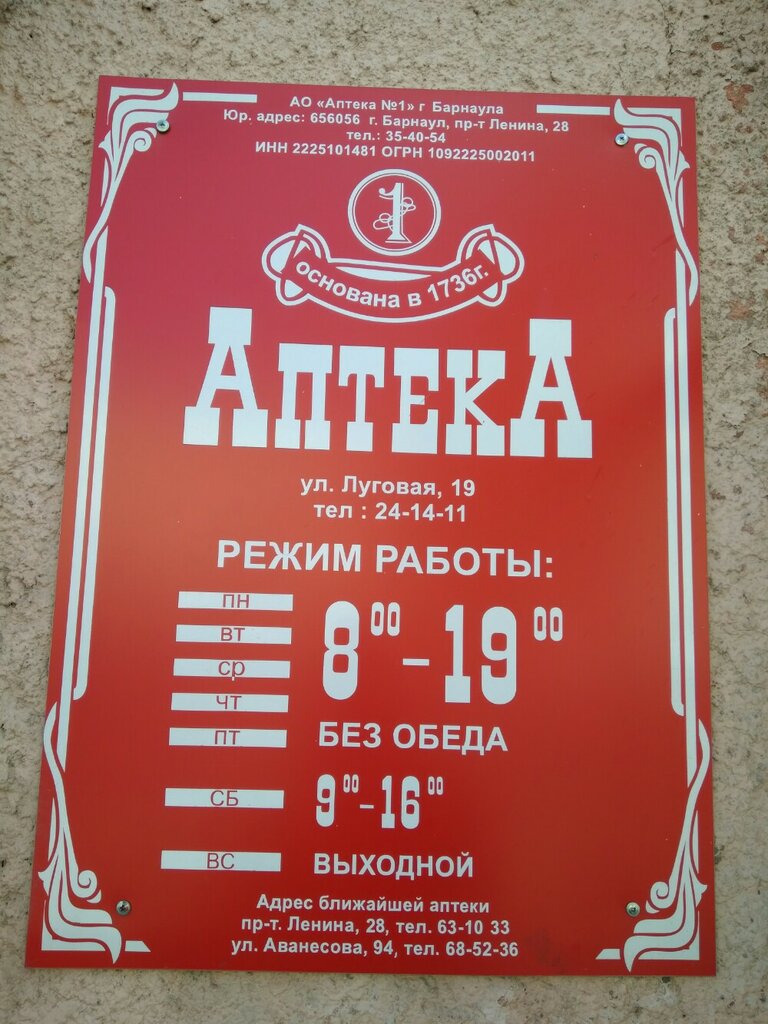 АО «Аптека №1» г Барнаула
Юр. адрес: 656056 г. Барнаул, пр-т Ленина, 28
тел.: 35-40-54
ИНН 2225101481 ОГРН 1092225002011
1
основана в 1736г.
АптекА
ул. Луговая, 19
тел : 24-14-11
РЕЖИМ РАБОТЫ:
ПН
ВТ
СР
ЧТ
ПТ
8⁰⁰-19⁰⁰
БЕЗ ОБЕДА
СБ 9⁰⁰-16⁰⁰
ВС ВЫХОДНОЙ
Адрес ближайшей аптеки
пр-т. Ленина, 28, тел. 63-10 33
ул. Аванесова, 94, тел. 68-52-36